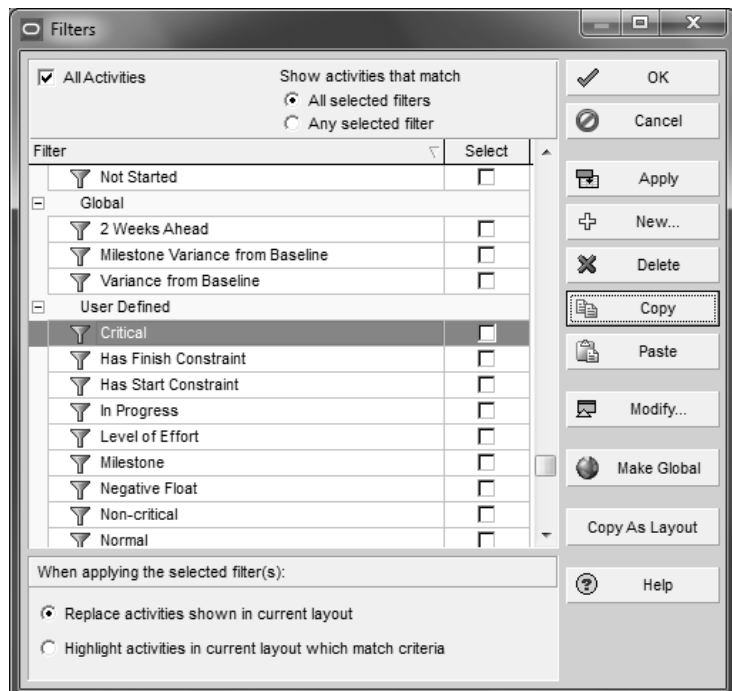 Filters
All Activities
Show activities that match
All selected filters
Any selected filter
Filter Select
Not Started
Global
2 Weeks Ahead
Milestone Variance from Baseline
Variance from Baseline
User Defined
Critical
Has Finish Constraint
Has Start Constraint
In Progress
Level of Effort
Milestone
Negative Float
Non-critical
Normal
When applying the selected filter(s):
Replace activities shown in current layout
Highlight activities in current layout which match criteria
OK
Cancel
Apply
New...
Delete
Copy
Paste
Modify...
Make Global
Copy As Layout
Help